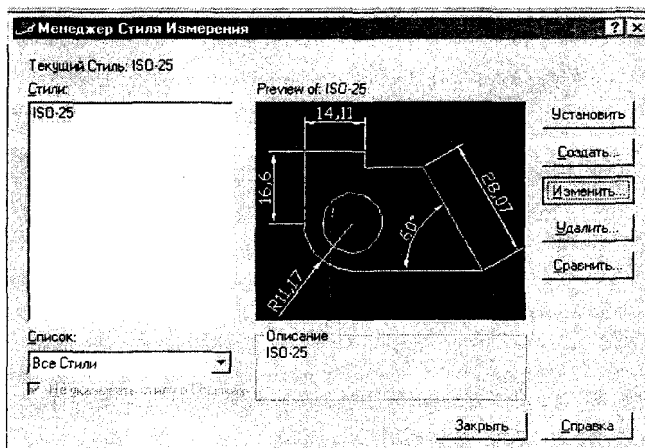 Менеджер Стиля Измерения
Текущий Стиль: ISO-25
Стили:
ISO-25
Preview of: ISO-25
14,11
16,6
28,07
60°
R11,17
Установить
Создать...
Изменить...
Удалить...
Сравнить...
Список:
Все Стили
Не
Описание
ISO-25
Закрыть
Справка